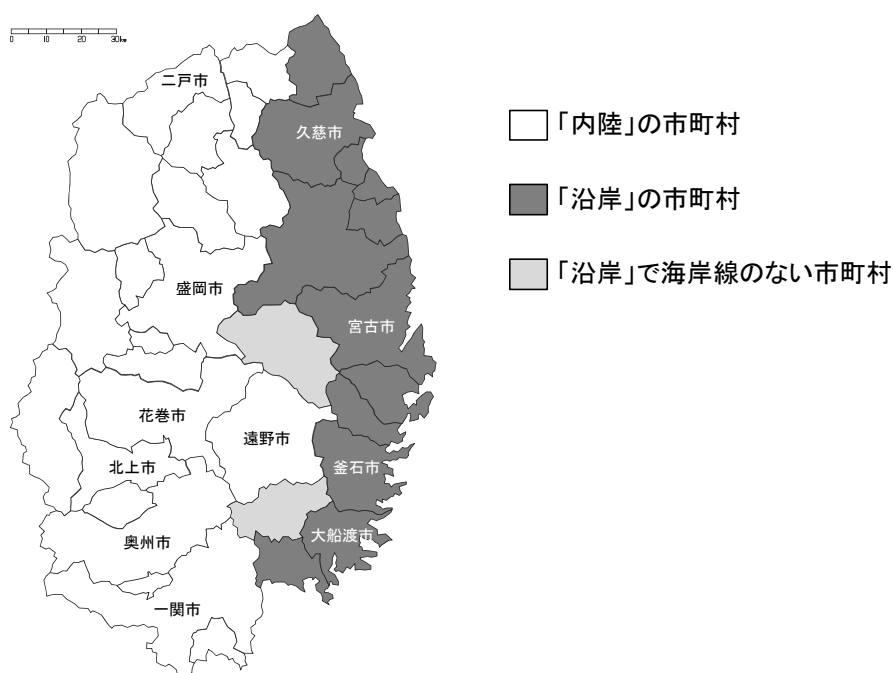 0 10 20 30km
二戸市
久慈市
盛岡市
宮古市
花巻市
遠野市
北上市
釜石市
奥州市
大船渡市
一関市
「内陸」の市町村
「沿岸」の市町村
「沿岸」で海岸線のない市町村